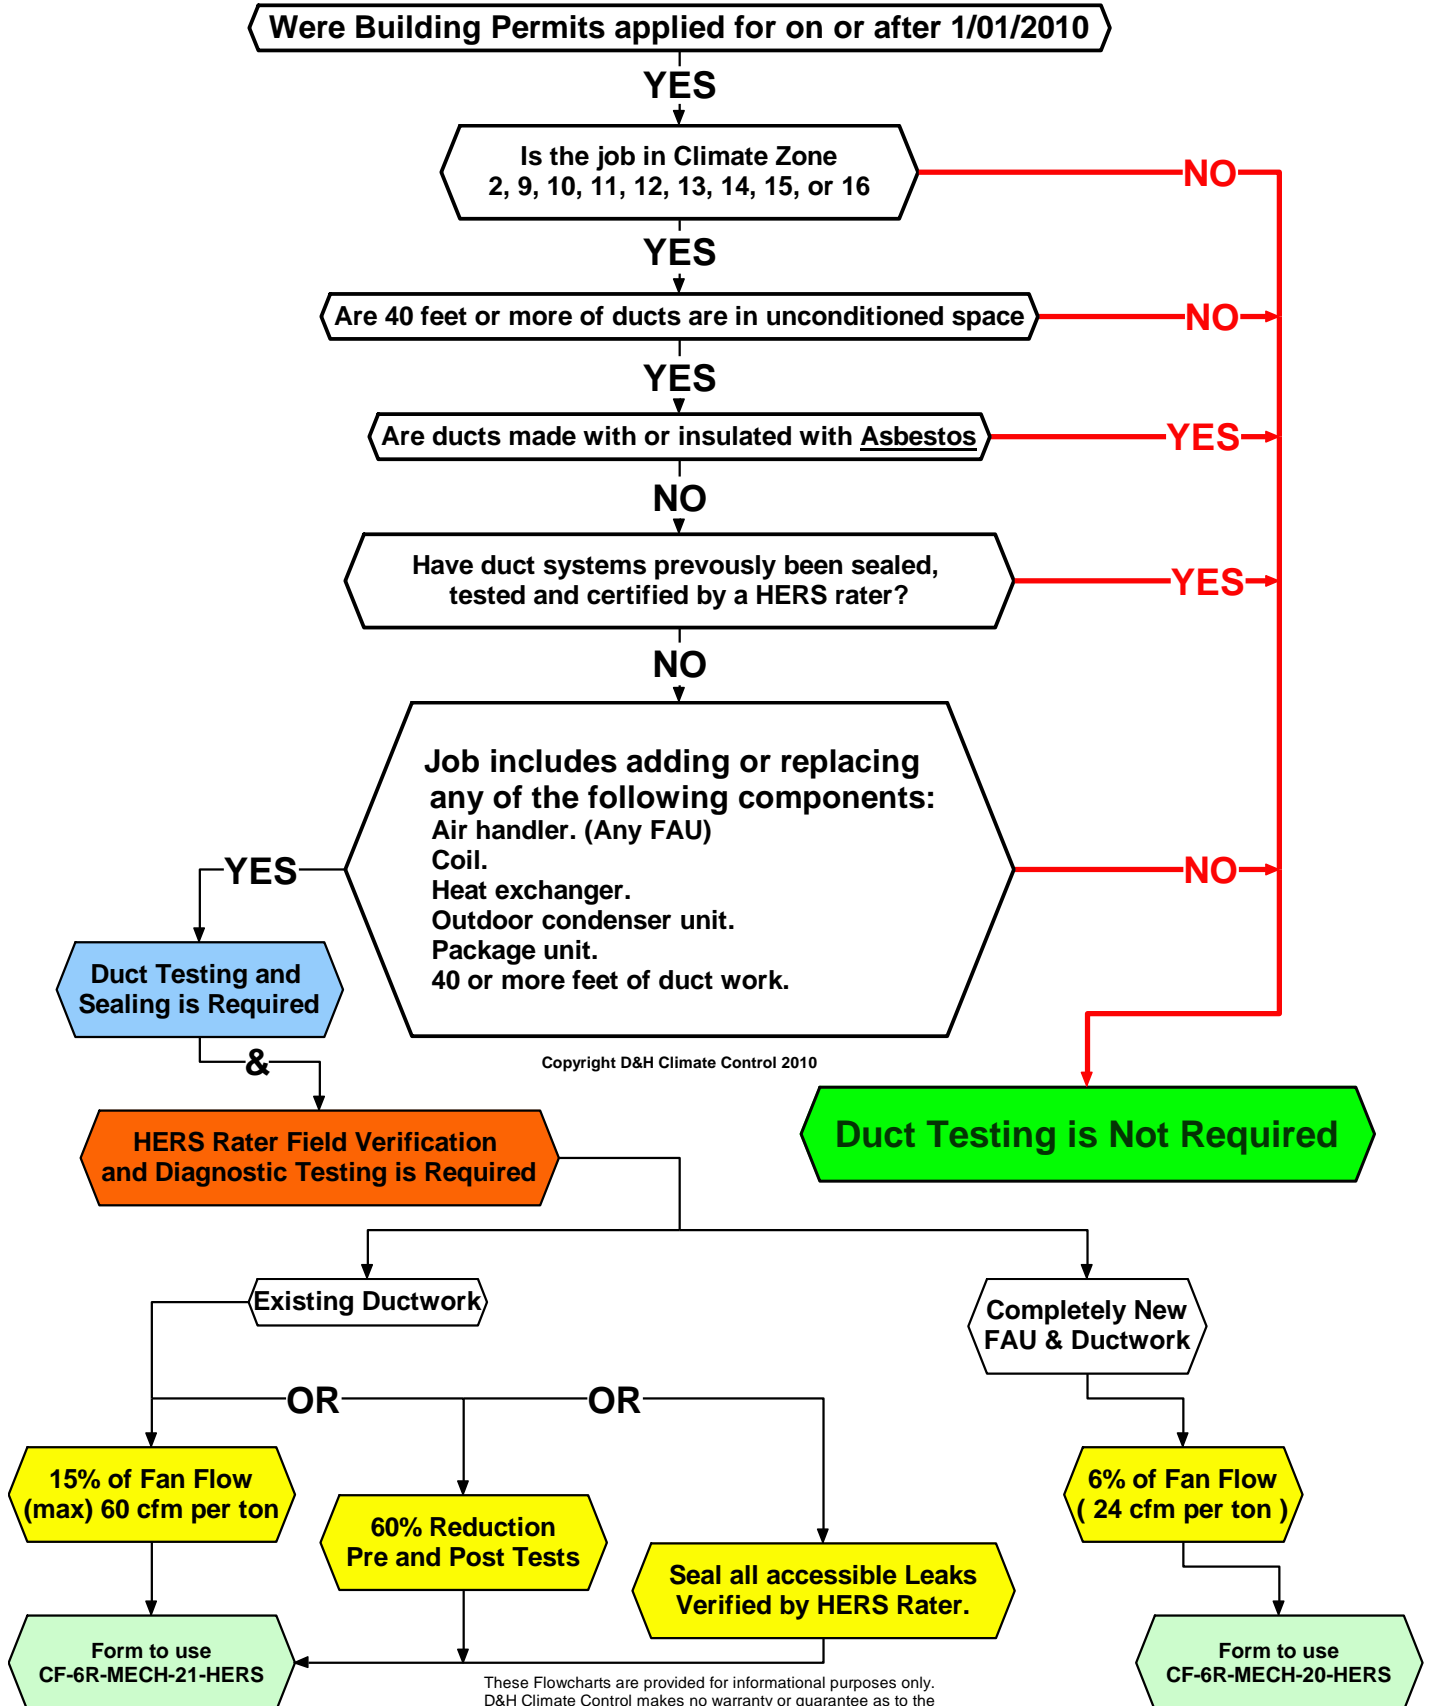 Were Building Permits applied for on or after 1/01/2010
YES
Is the job in Climate Zone
2, 9, 10, 11, 12, 13, 14, 15, or 16
NO
YES
Are 40 feet or more of ducts are in unconditioned space
NO
YES
Are ducts made with or insulated with Asbestos
YES
NO
Have duct systems prevously been sealed,
tested and certified by a HERS rater?
YES
NO
Job includes adding or replacing
any of the following components:
Air handler. (Any FAU)
Coil.
Heat exchanger.
Outdoor condenser unit.
Package unit.
40 or more feet of duct work.
YES
NO
Duct Testing and
Sealing is Required
&
Copyright D&H Climate Control 2010
HERS Rater Field Verification
and Diagnostic Testing is Required
Duct Testing is Not Required
Existing Ductwork
Completely New
FAU & Ductwork
OR
OR
15% of Fan Flow
(max) 60 cfm per ton
60% Reduction
Pre and Post Tests
Seal all accessible Leaks
Verified by HERS Rater.
6% of Fan Flow
( 24 cfm per ton )
Form to use
CF-6R-MECH-21-HERS
Form to use
CF-6R-MECH-20-HERS
These Flowcharts are provided for informational purposes only.
D&H Climate Control makes no warranty or guarantee as to the